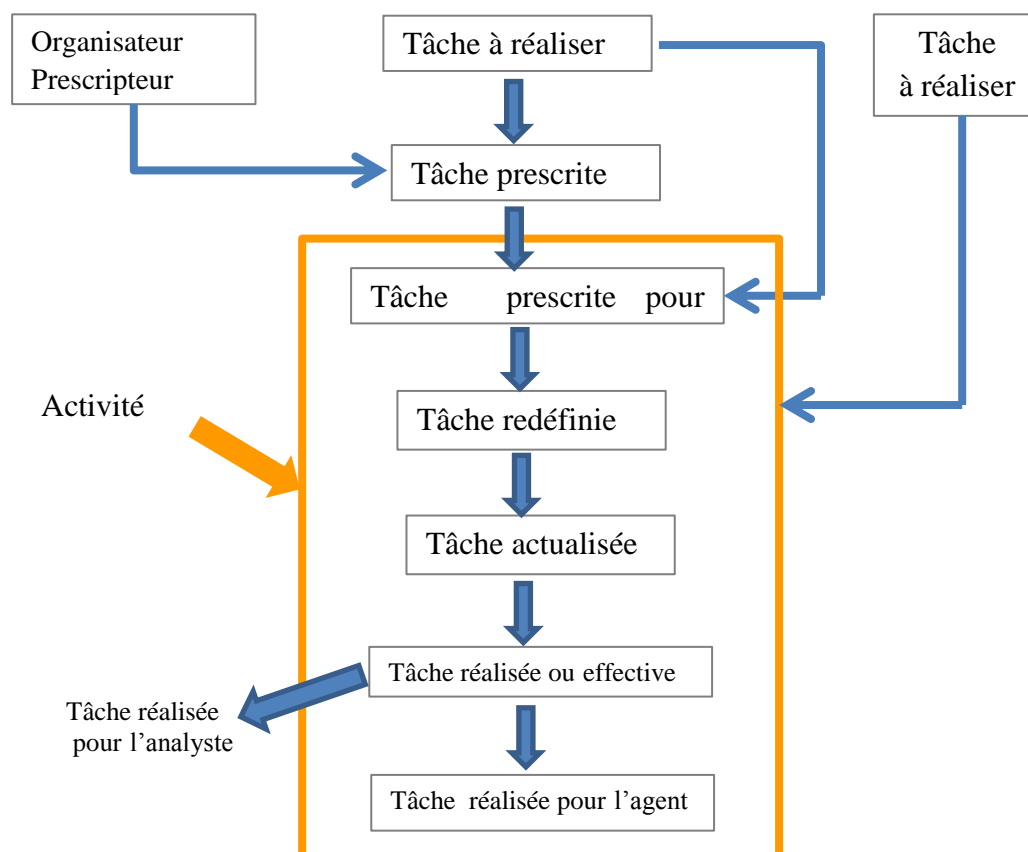 Organisateur
Prescripteur
Tâche à réaliser
Tâche
à réaliser
Tâche prescrite
Tâche prescrite pour
Activité
Tâche redéfinie
Tâche actualisée
Tâche réalisée ou effective
Tâche réalisée
pour l’analyste
Tâche réalisée pour l’agent